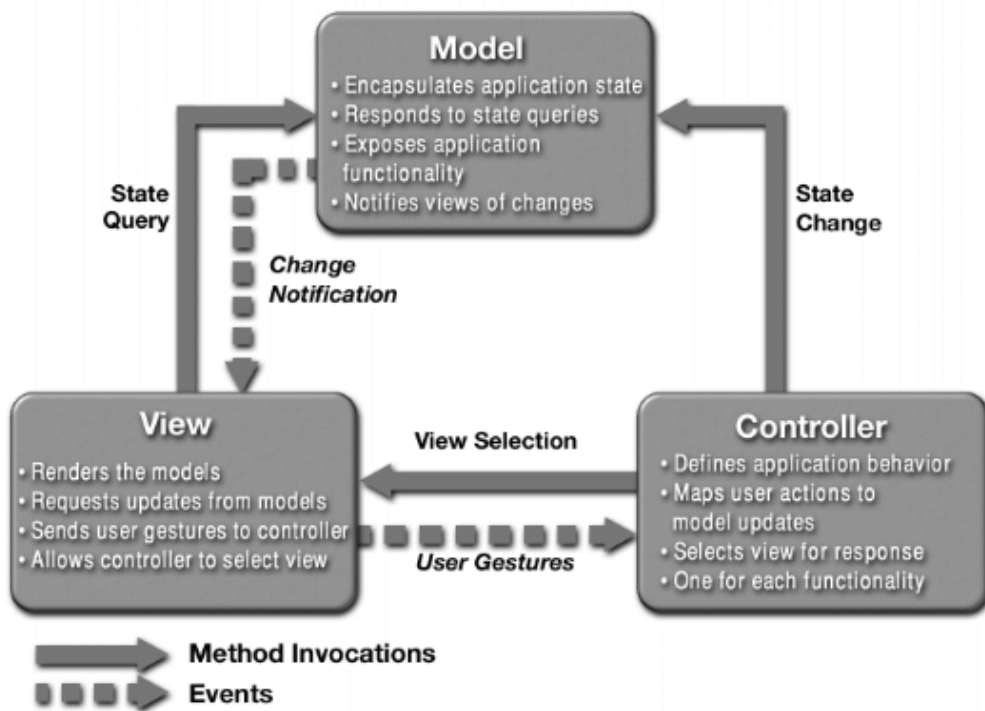 Model
• Encapsulates application state
• Responds to state queries
• Exposes application
functionality
• Notifies views of changes
State
Query
State
Change
Change
Notification
View
• Renders the models
• Requests updates from models
• Sends user gestures to controller
• Allows controller to select view
View Selection
User Gestures
Controller
• Defines application behavior
• Maps user actions to
model updates
• Selects view for response
• One for each functionality
Method Invocations
Events